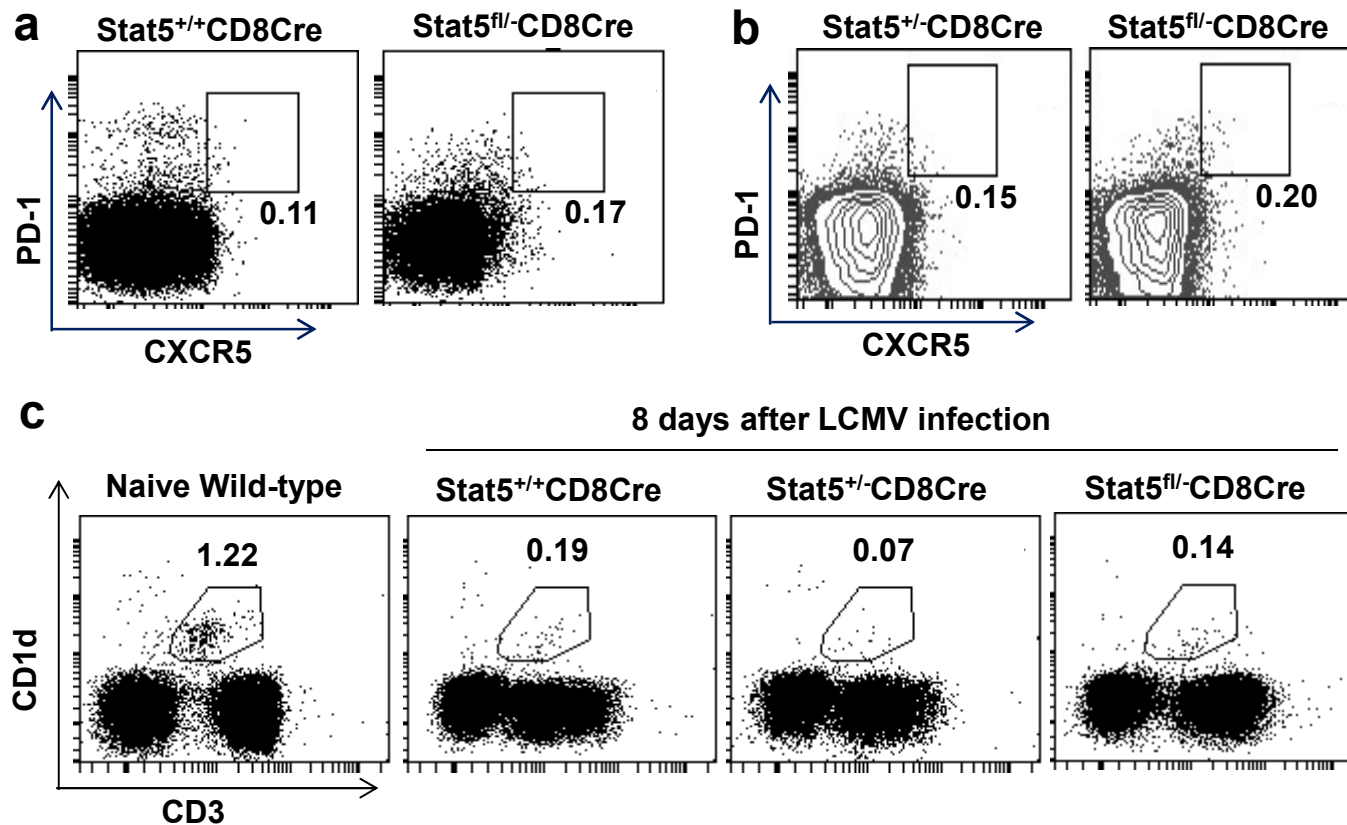 a
Stat5+/+CD8Cre
Stat5fl/-CD8Cre
PD-1
0.11
0.17
CXCR5
b
Stat5+/-CD8Cre
Stat5fl/-CD8Cre
PD-1
0.15
0.20
CXCR5
c
8 days after LCMV infection
Naive Wild-type
Stat5+/+CD8Cre
Stat5+/-CD8Cre
Stat5fl/-CD8Cre
1.22
0.19
0.07
0.14
CD1d
CD3